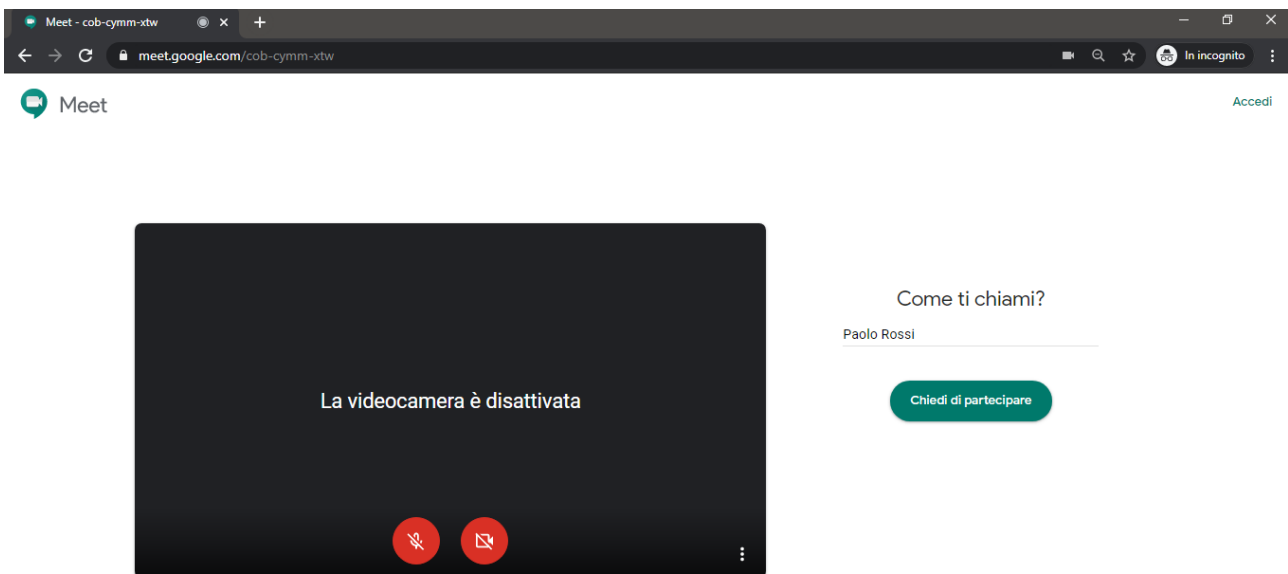 Meet - cob-cymm-xtw
meet.google.com/cob-cymm-xtw
In incognito
Meet
Accedi
La videocamera è disattivata
Come ti chiami?
Paolo Rossi
Chiedi di partecipare